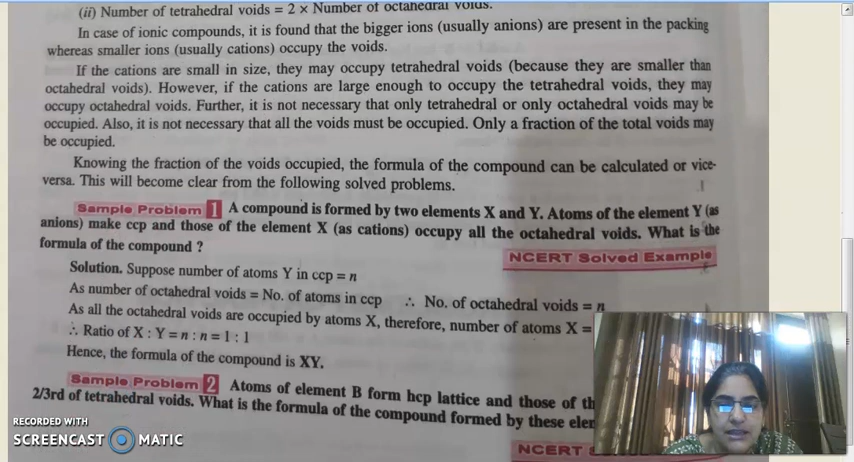 (ii) Number of tetrahedral voids = 2 × Number of octahedral voids.
In case of ionic compounds, it is found that the bigger ions (usually anions) are present in the packing
whereas smaller ions (usually cations) occupy the voids.
If the cations are small in size, they may occupy tetrahedral voids (because they are smaller than
octahedral voids). However, if the cations are large enough to occupy the tetrahedral voids, they may
occupy octahedral voids. Further, it is not necessary that only tetrahedral or only octahedral voids may be
occupied. Also, it is not necessary that all the voids must be occupied. Only a fraction of the total voids may
be occupied.
Knowing the fraction of the voids occupied, the formula of the compound can be calculated or vice-
versa. This will become clear from the following solved problems.
Sample Problem 1 A compound is formed by two elements X and Y. Atoms of the element Y (as
anions) make ccp and those of the element X (as cations) occupy all the octahedral voids. What is the
formula of the compound ?
NCERT Solved Example
Solution. Suppose number of atoms Y in ccp = n
As number of octahedral voids = No. of atoms in ccp ∴ No. of octahedral voids = n
As all the octahedral voids are occupied by atoms X, therefore, number of atoms X =
∴ Ratio of X : Y = n : n = 1 : 1
Hence, the formula of the compound is XY.
Sample Problem 2 Atoms of element B form hcp lattice and those of
2/3rd of tetrahedral voids. What is the formula of the compound formed by these
NCERT
RECORDED WITH
SCREENCAST MATIC